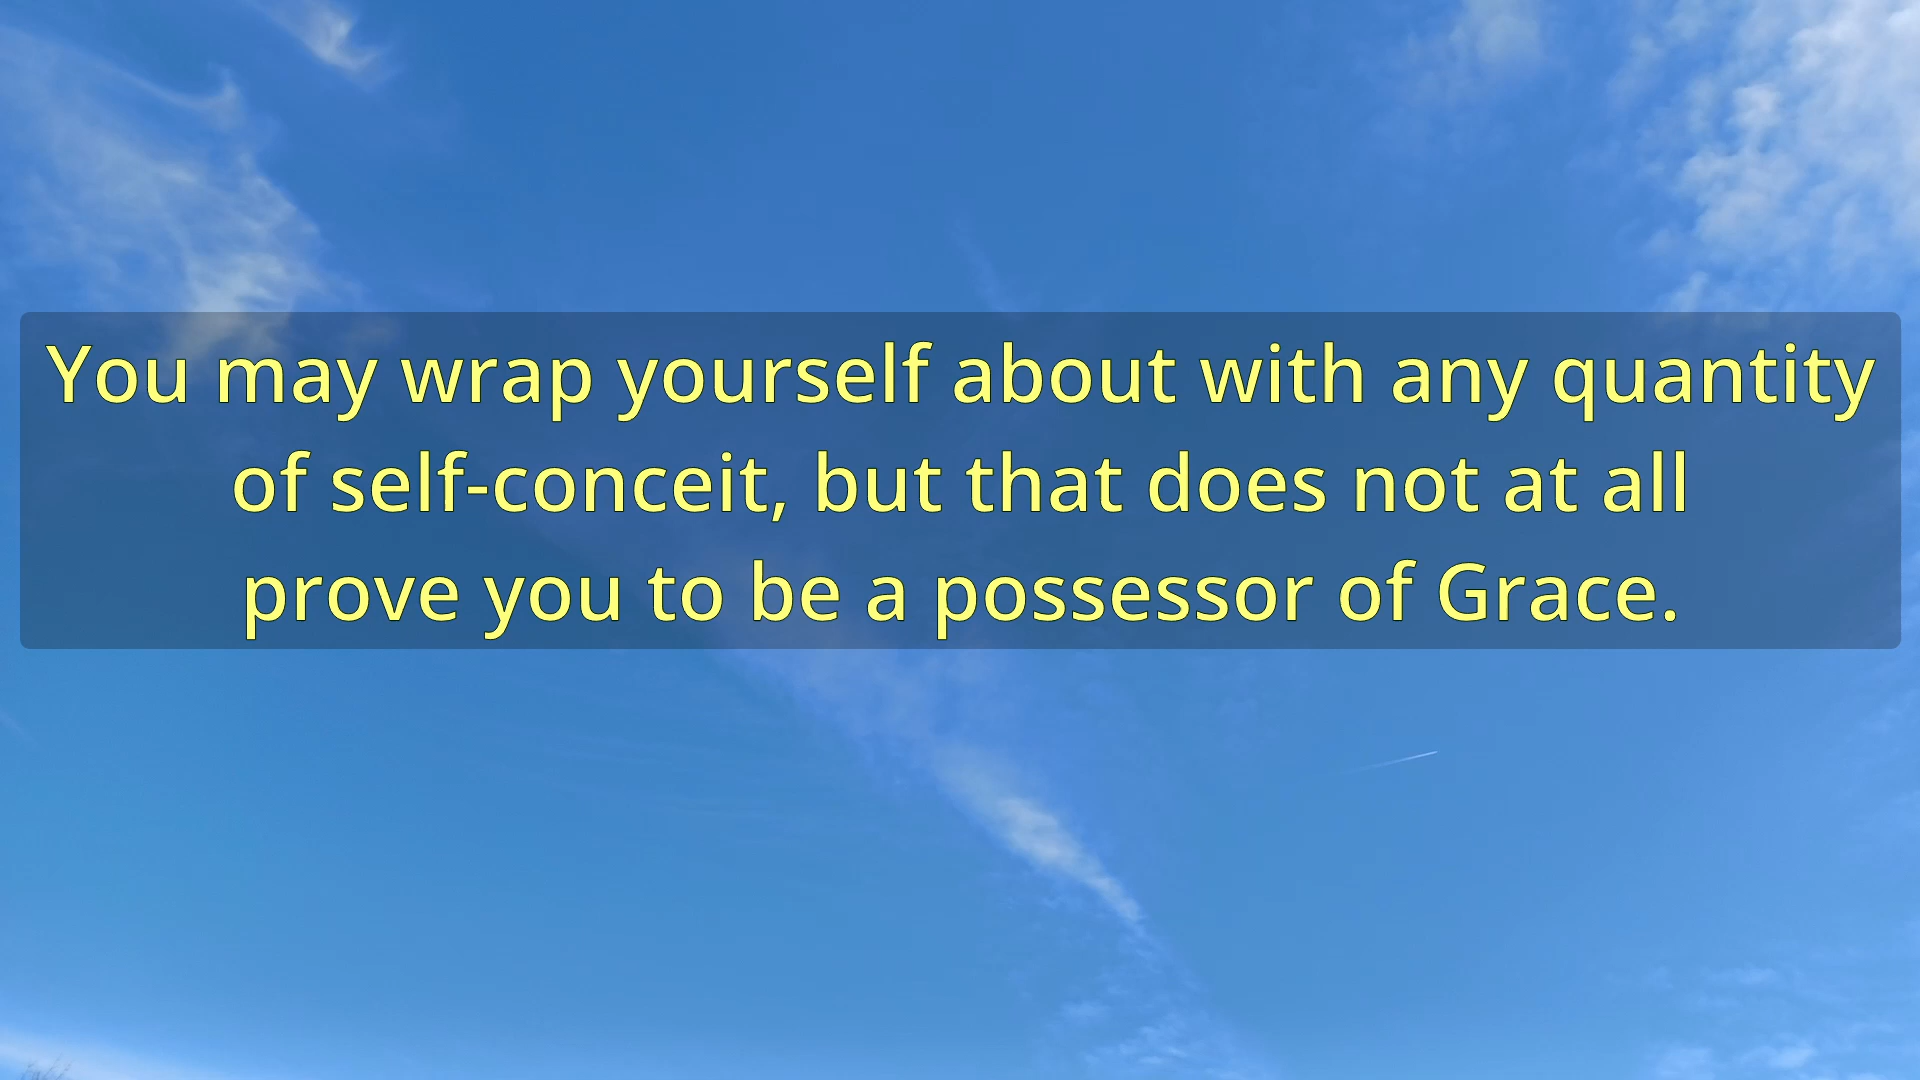 You may wrap yourself about with any quantity
of self-conceit, but that does not at all
prove you to be a possessor of Grace.